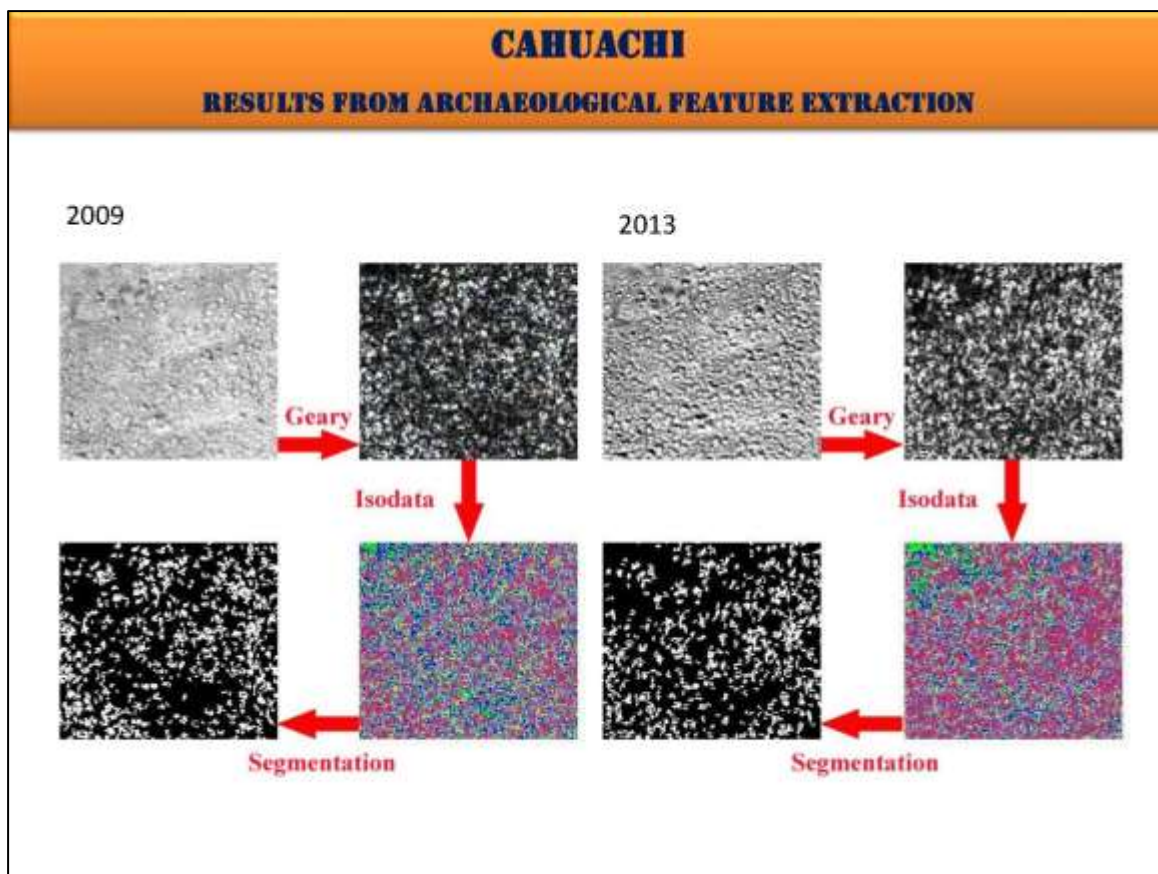 CAHUACHI
RESULTS FROM ARCHAEOLOGICAL FEATURE EXTRACTION
2009
2013
Geary
Geary
Isodata
Isodata
Segmentation
Segmentation